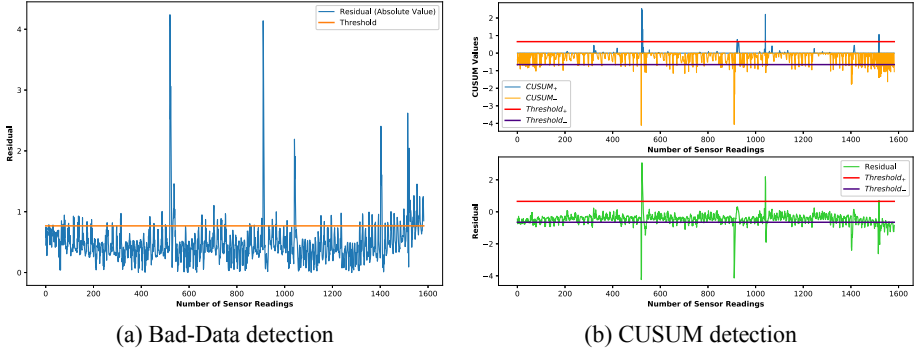 4
3
2
1
0
Residual
Residual (Absolute Value)
Threshold
0 200 400 600 800 1000 1200 1400 1600
Number of Sensor Readings
(a) Bad-Data detection
2
1
0
−1
−2
−3
−4
CUSUM Values
CUSUM+
CUSUM−
Threshold+
Threshold−
0 200 400 600 800 1000 1200 1400 1600
Number of Sensor Readings
2
0
−2
−4
Residual
Residual
Threshold+
Threshold−
0 200 400 600 800 1000 1200 1400 1600
Number of Sensor Readings
(b) CUSUM detection